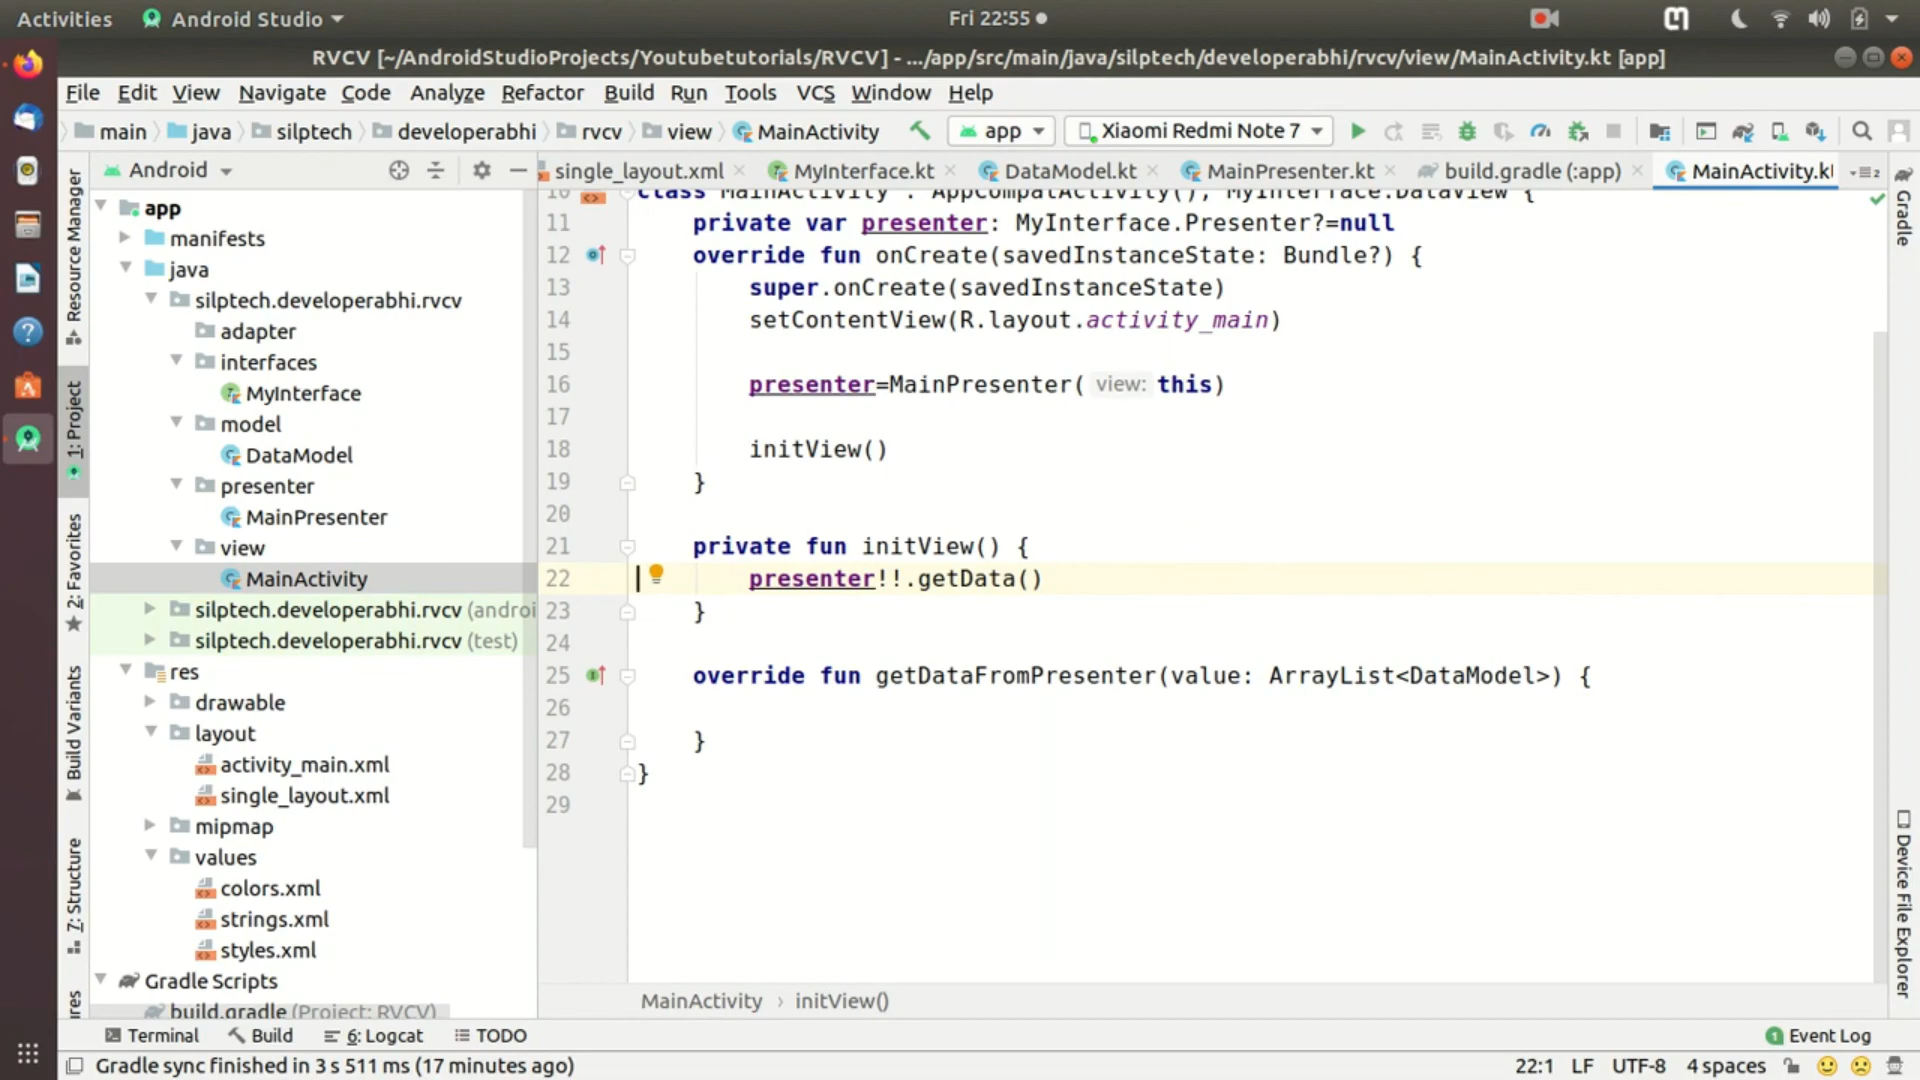 Activities
Android Studio
Fri 22:55
RVCV [~/AndroidStudioProjects/Youtubetutorials/RVCV] - .../app/src/main/java/silptech/developerabhi/rvcv/view/MainActivity.kt [app]
File Edit View Navigate Code Analyze Refactor Build Run Tools VCS Window Help
main java silptech developerabhi rvcv view MainActivity app Xiaomi Redmi Note 7
Android
single_layout.xml MyInterface.kt DataModel.kt MainPresenter.kt build.gradle (:app) MainActivity.kt
app
manifests
java
silptech.developerabhi.rvcv
adapter
interfaces
MyInterface
model
DataModel
presenter
MainPresenter
view
MainActivity
silptech.developerabhi.rvcv (androi
silptech.developerabhi.rvcv (test)
res
drawable
layout
activity_main.xml
single_layout.xml
mipmap
values
colors.xml
strings.xml
styles.xml
Gradle Scripts
build.gradle (Project: RVCV)
10 class MainActivity : AppCompatActivity(), MyInterface.DataView {
11 private var presenter: MyInterface.Presenter?=null
12 override fun onCreate(savedInstanceState: Bundle?) {
13 super.onCreate(savedInstanceState)
14 setContentView(R.layout.activity_main)
15
16 presenter=MainPresenter( view: this)
17
18 initView()
19 }
20
21 private fun initView() {
22 presenter!!.getData()
23 }
24
25 override fun getDataFromPresenter(value: ArrayList<DataModel>) {
26
27 }
28 }
29
MainActivity › initView()
Resource Manager
1: Project
2: Favorites
Build Variants
7: Structure
Gradle
Device File Explorer
Terminal Build 6: Logcat TODO
1 Event Log
Gradle sync finished in 3 s 511 ms (17 minutes ago)
22:1 LF UTF-8 4 spaces